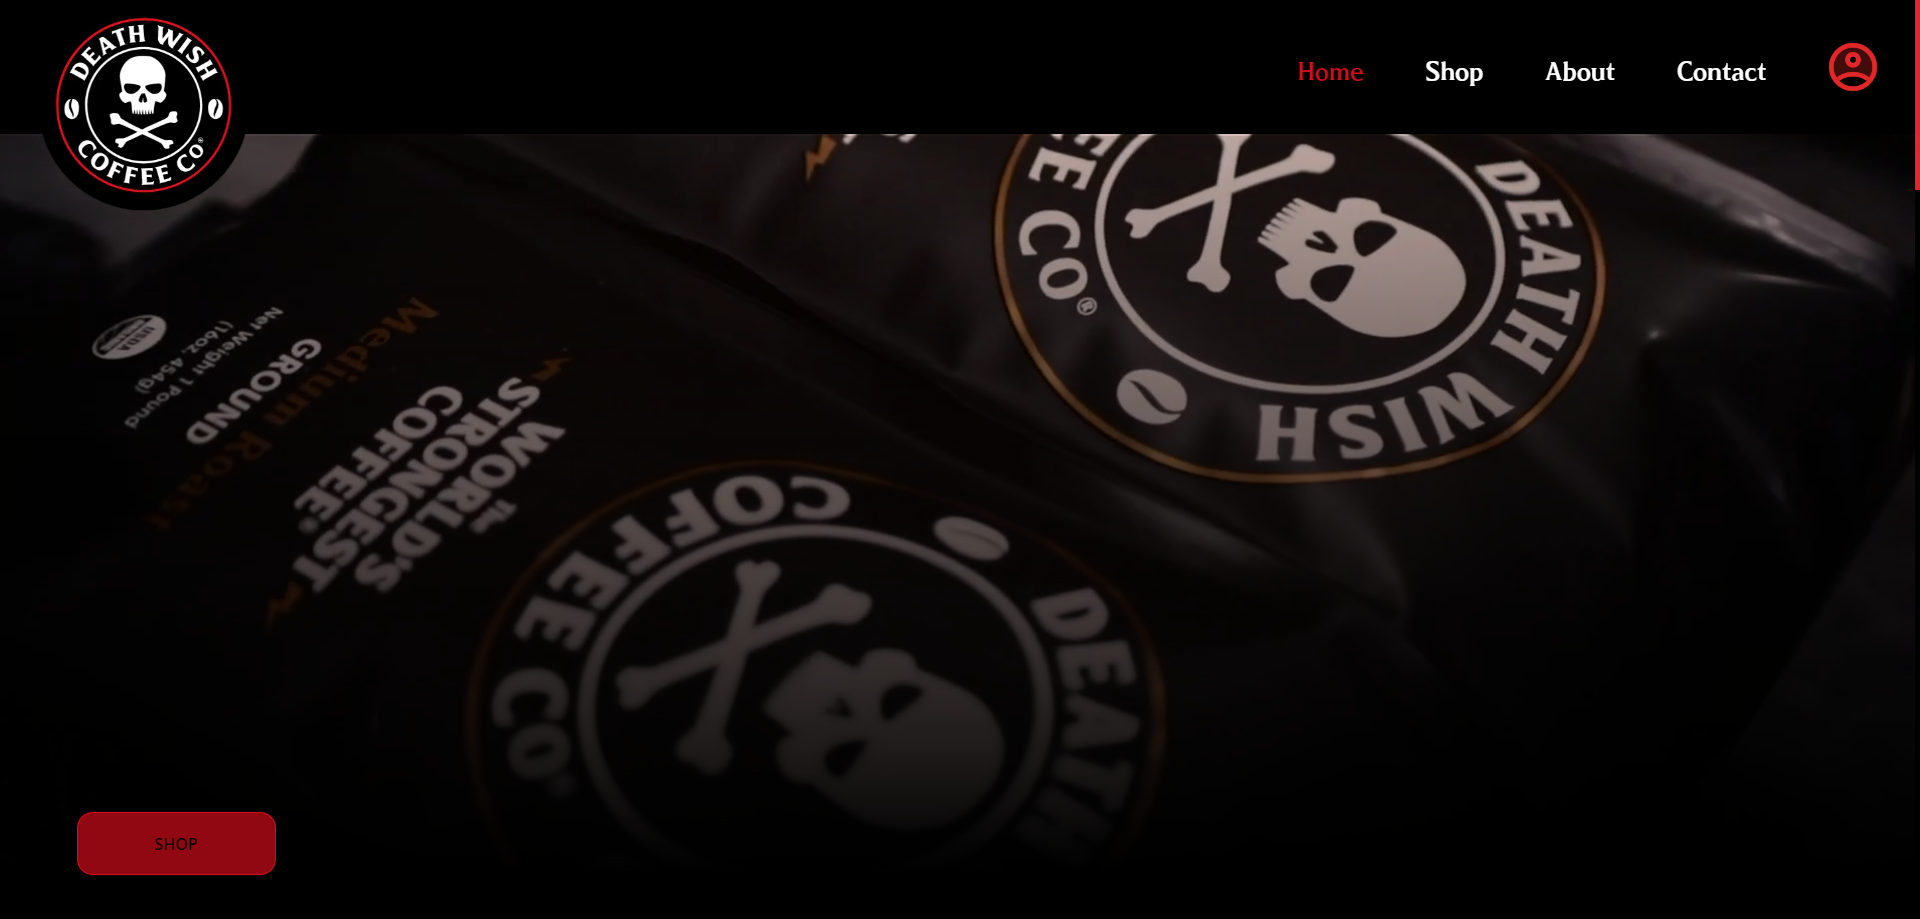 DEATH WISH
COFFEE CO®
Home
Shop
About
Contact
DEATH WISH
EE CO®
USDA
Net Weight 1 Pound
(16oz, 454g)
GROUND
Medium Roast
The
WORLD'S
STRONGEST
COFFEE®
COFFEE CO
DEATH
SHOP